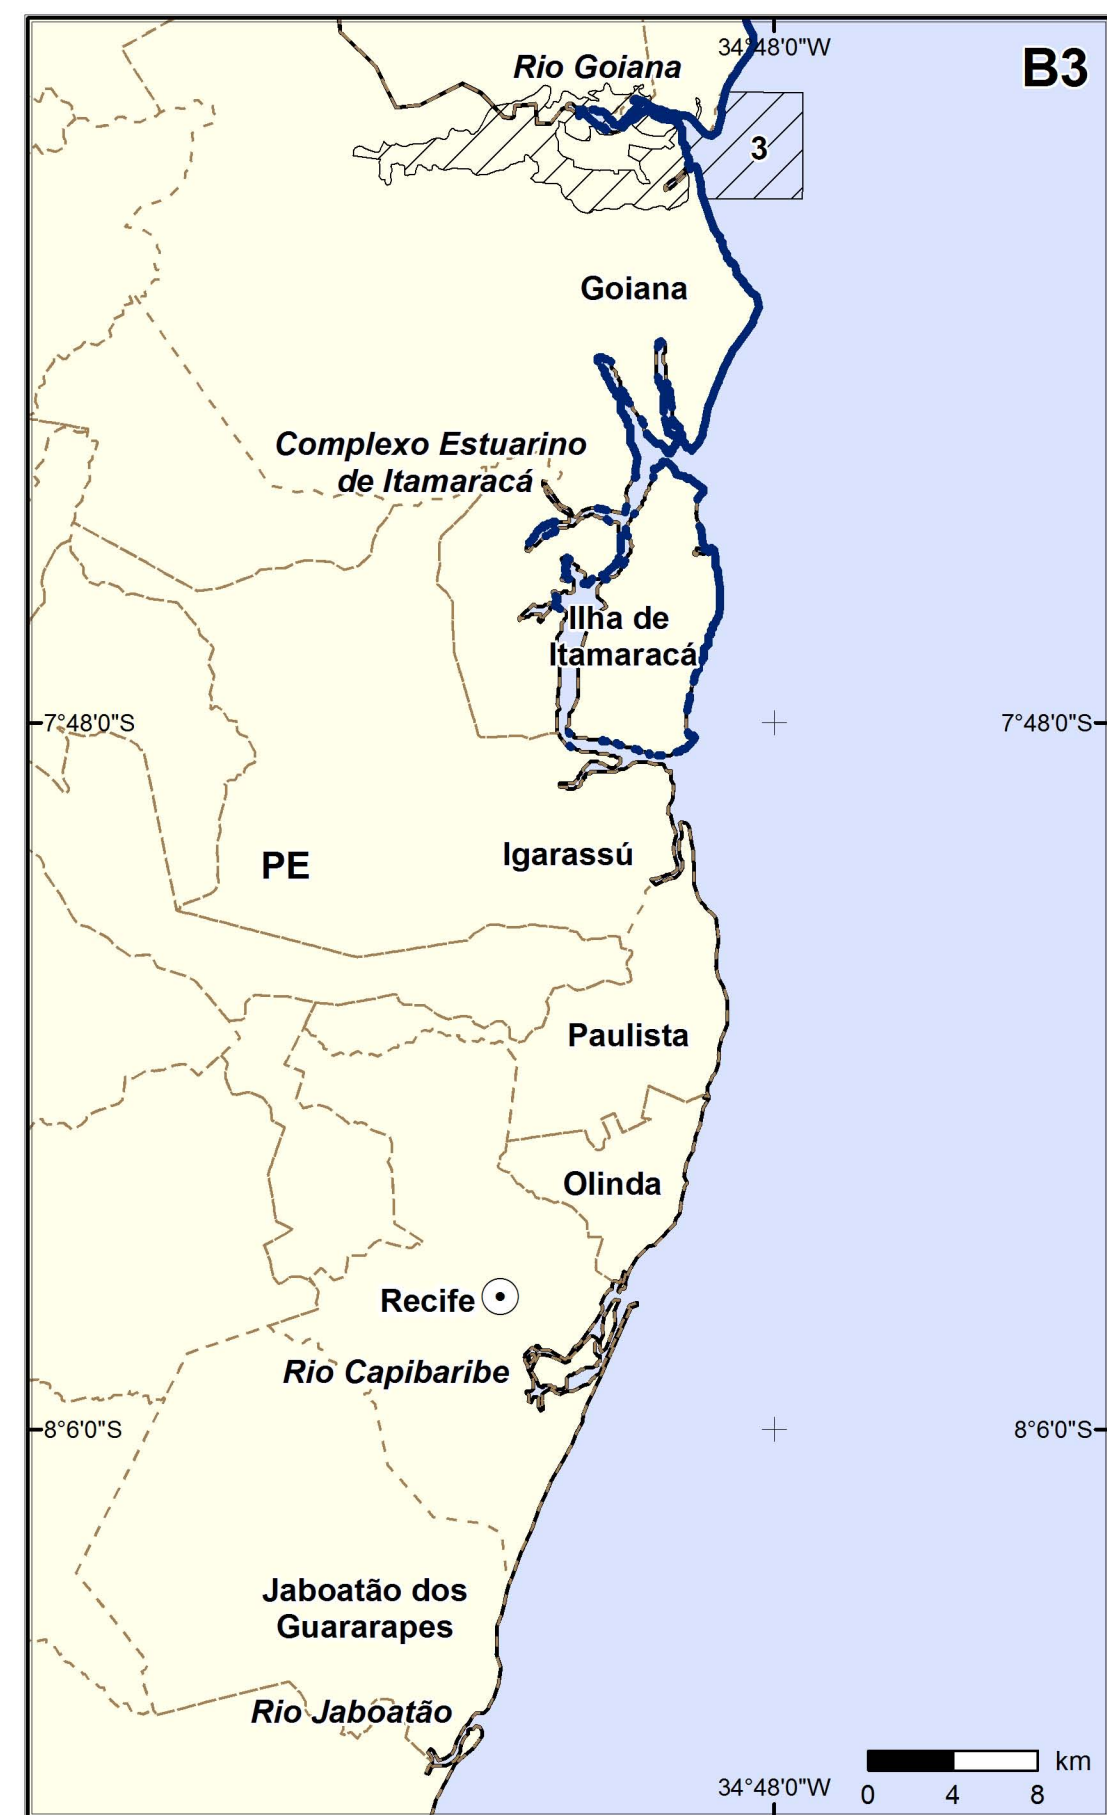 34°48'0"W
B3
Rio Goiana
3
Goiana
Complexo Estuarino
de Itamaracá
Ilha de
Itamaracá
7°48'0"S
7°48'0"S
Igarassú
PE
Paulista
Olinda
Recife
Rio Capibaribe
8°6'0"S
8°6'0"S
Jaboatão dos
Guararapes
Rio Jaboatão
km
34°48'0"W
0 4 8